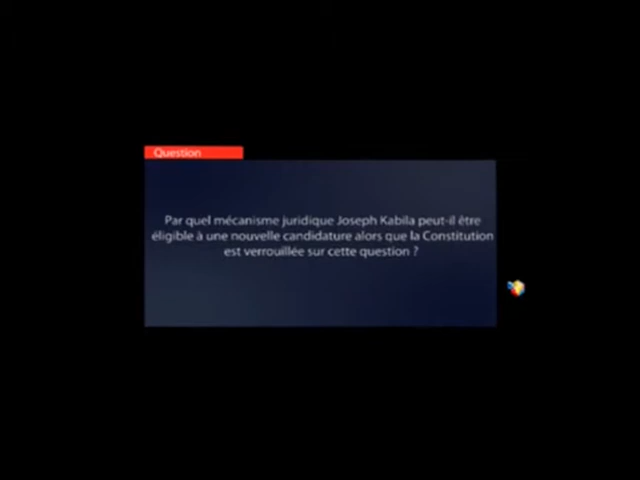 Question
Par quel mécanisme juridique Joseph Kabila peut-il être
éligible à une nouvelle candidature alors que la Constitution
est verrouillée sur cette question ?